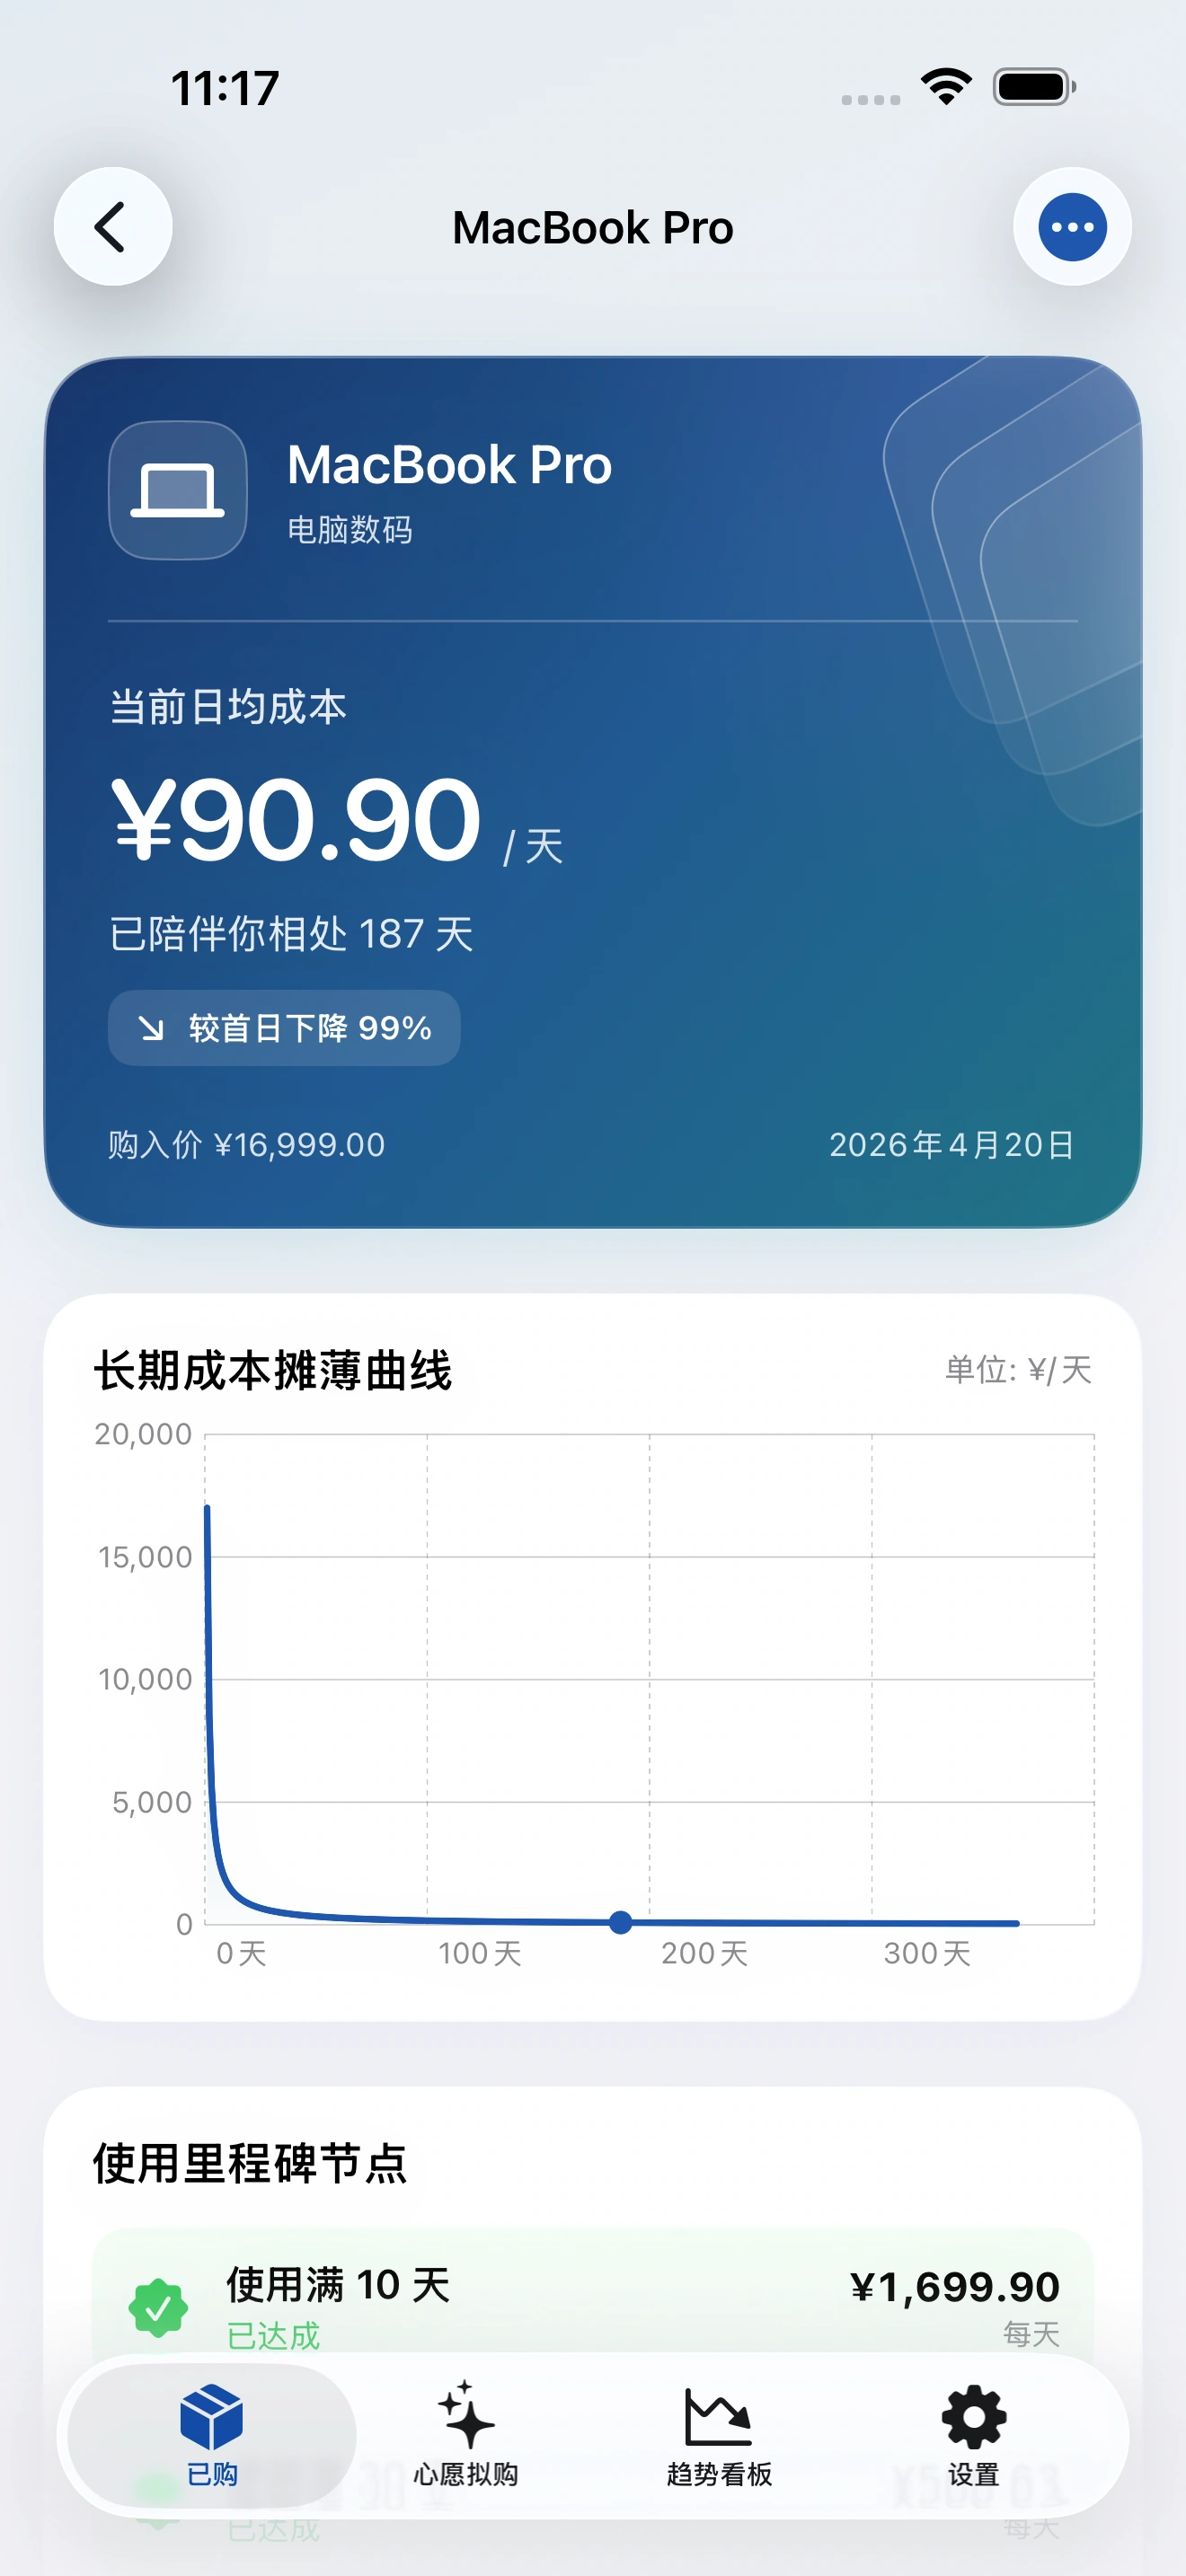 11:17
MacBook Pro
MacBook Pro
电脑数码
当前日均成本
¥90.90 / 天
已陪伴你相处 187 天
较首日下降 99%
购入价 ¥16,999.00
2026年4月20日
长期成本摊薄曲线
单位: ¥/天
20,000
15,000
10,000
5,000
0
0天
100天
200天
300天
使用里程碑节点
使用满 10 天
¥1,699.90
已达成
每天
已购
心愿拟购
趋势看板
设置
已达成
每天